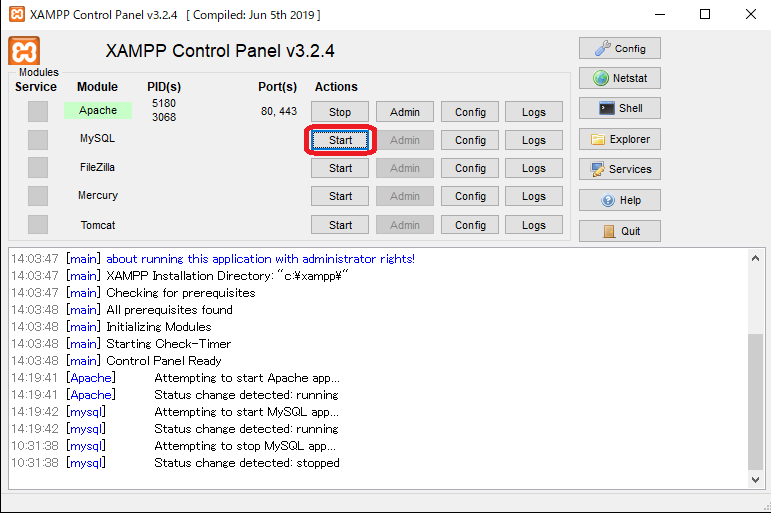 XAMPP Control Panel v3.2.4 [ Compiled: Jun 5th 2019 ]
XAMPP Control Panel v3.2.4
Config
Modules
Service Module PID(s) Port(s) Actions
Netstat
Apache 5180 3068 80, 443 Stop Admin Config Logs
Shell
MySQL Start Admin Config Logs
Explorer
FileZilla Start Admin Config Logs
Services
Mercury Start Admin Config Logs
Help
Tomcat Start Admin Config Logs
Quit
14:03:47 [main] about running this application with administrator rights!
14:03:47 [main] XAMPP Installation Directory: "c:¥xampp¥"
14:03:47 [main] Checking for prerequisites
14:03:48 [main] All prerequisites found
14:03:48 [main] Initializing Modules
14:03:48 [main] Starting Check-Timer
14:03:48 [main] Control Panel Ready
14:19:41 [Apache] Attempting to start Apache app...
14:19:41 [Apache] Status change detected: running
14:19:42 [mysql] Attempting to start MySQL app...
14:19:42 [mysql] Status change detected: running
10:31:38 [mysql] Attempting to stop MySQL app...
10:31:38 [mysql] Status change detected: stopped